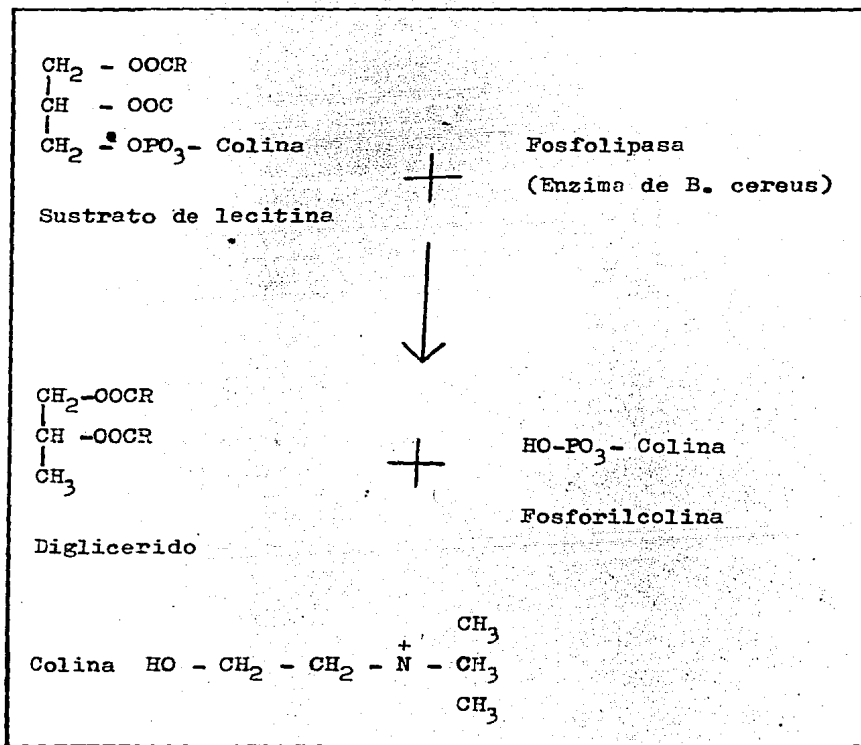 CH2 - OOCR
CH - OOC
CH2 - OPO3- Colina
+
Fosfolipasa
(Enzima de B. cereus)
Sustrato de lecitina
CH2-OOCR
CH -OOCR
CH3
+
HO-PO3- Colina
Fosforilcolina
Diglicerido
CH3
Colina HO - CH2 - CH2 - N+ - CH3
CH3